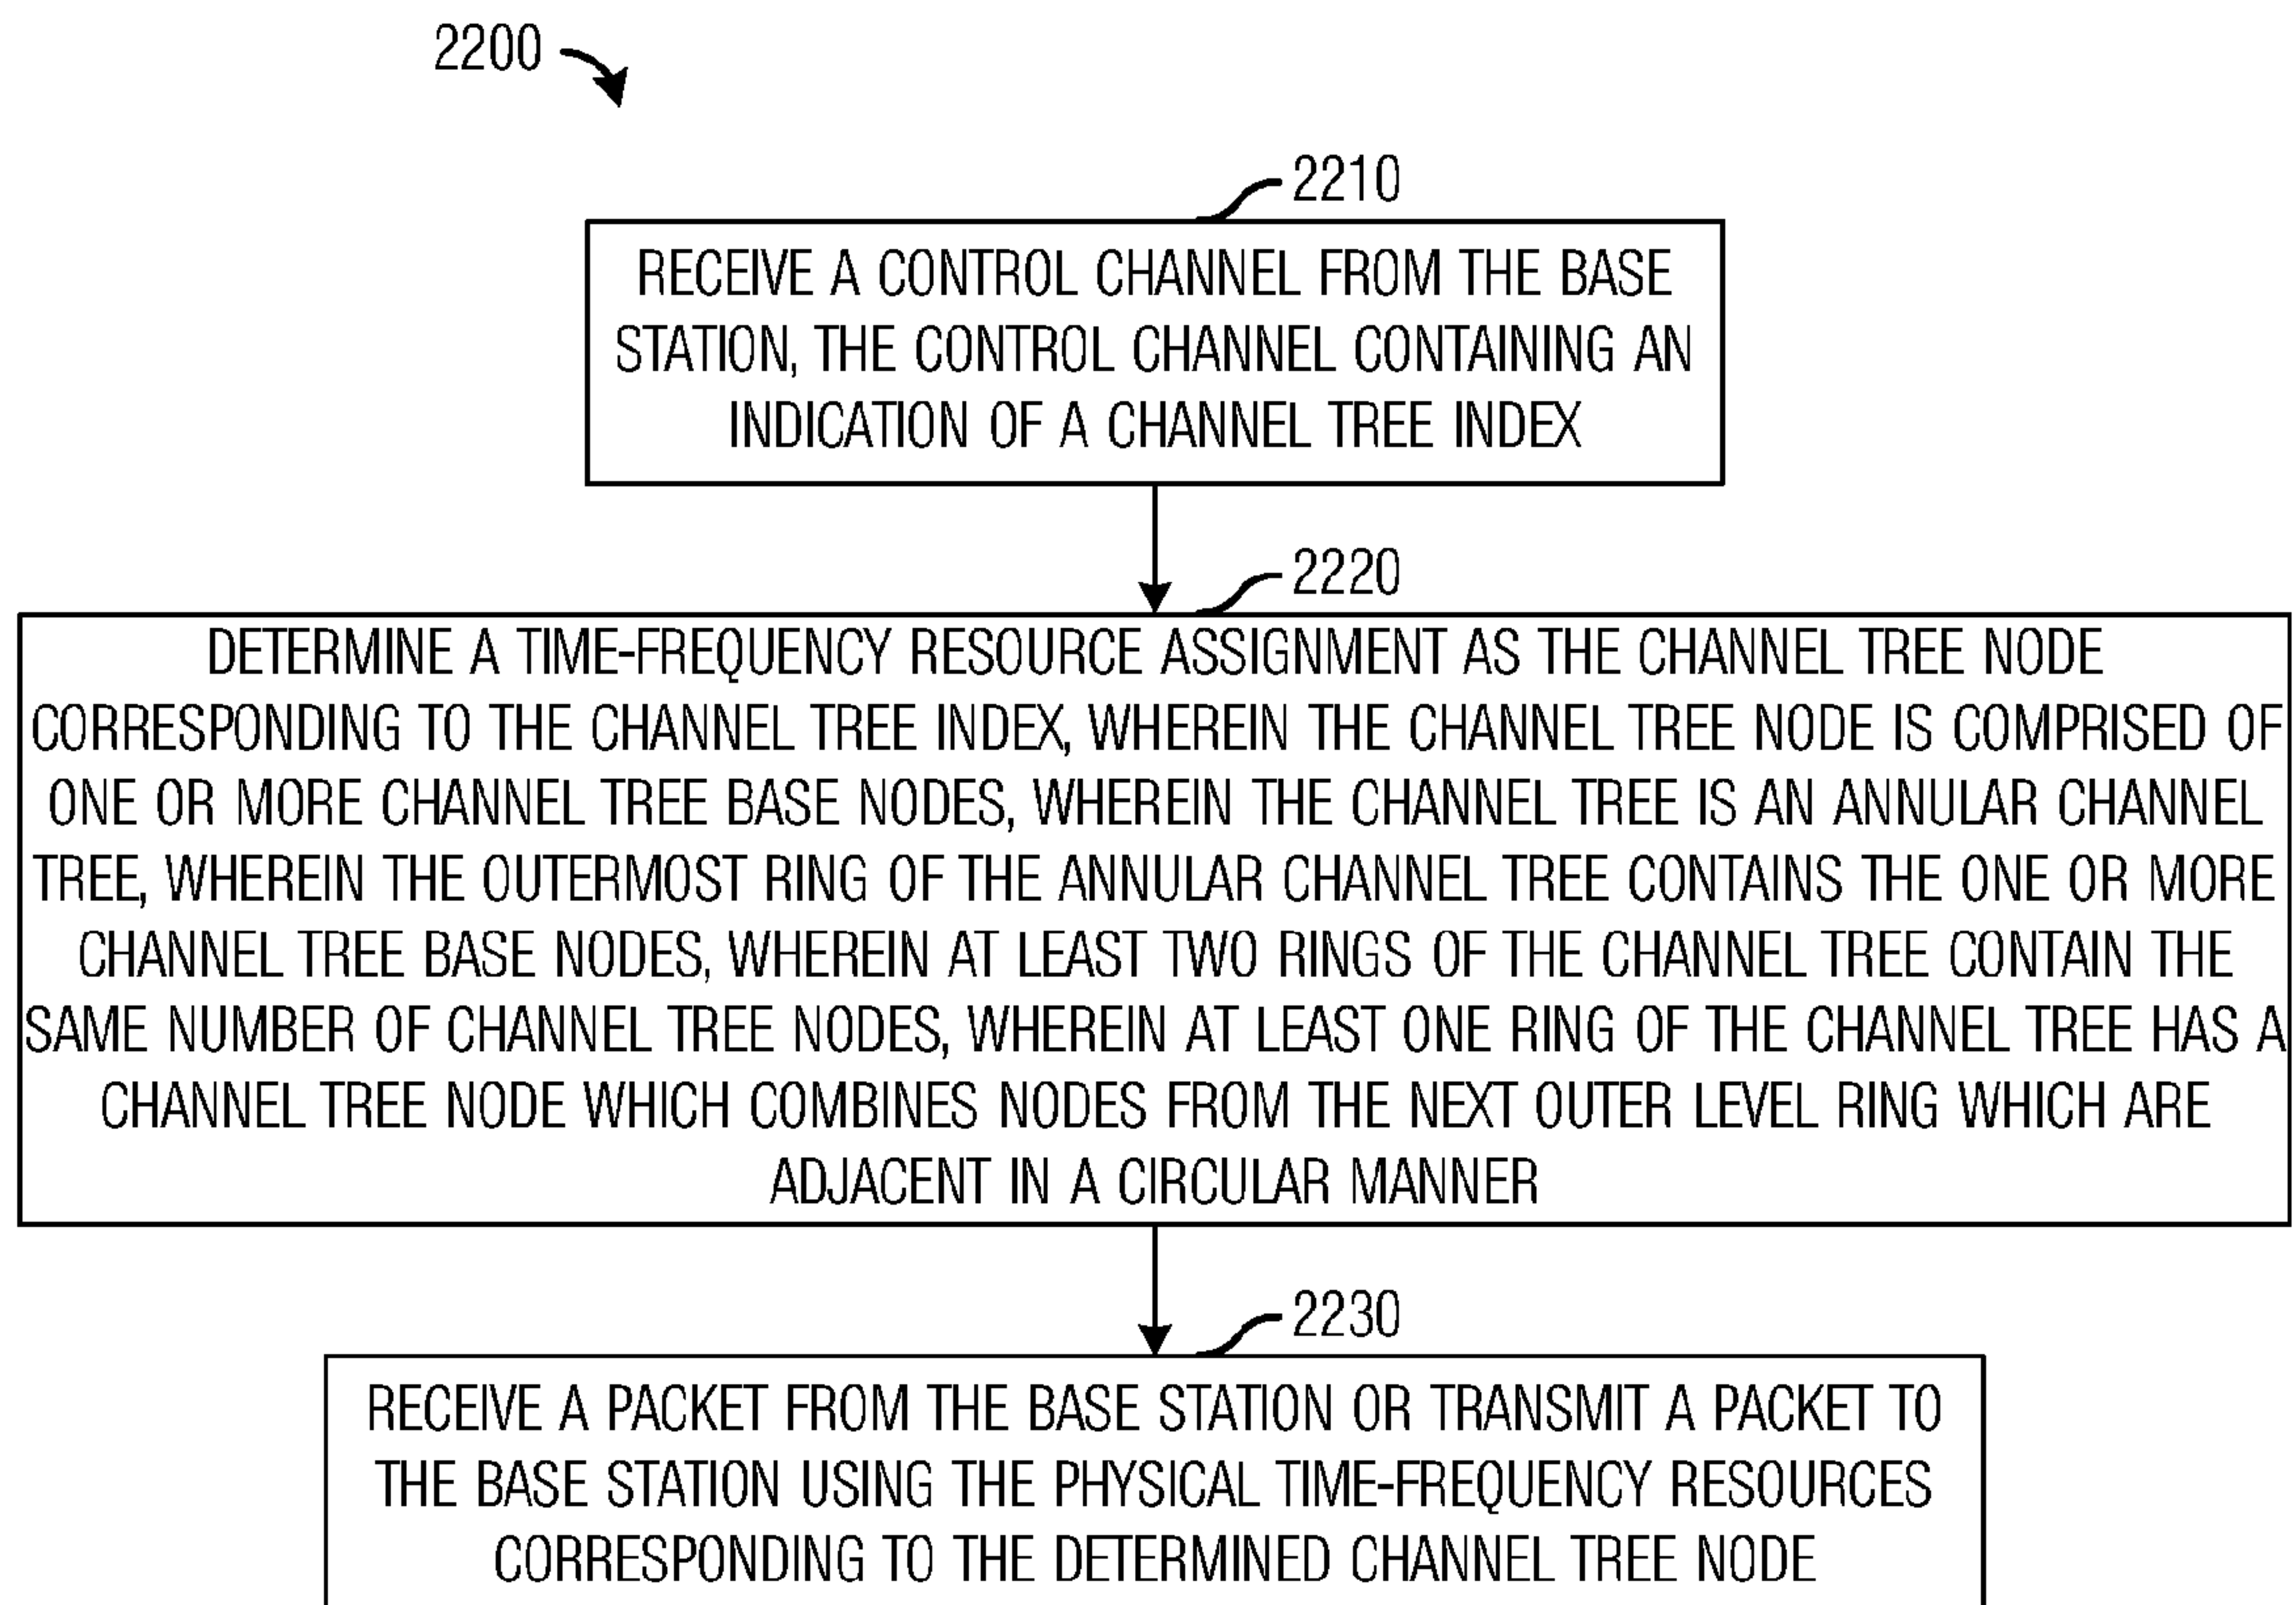 2200
2210
RECEIVE A CONTROL CHANNEL FROM THE BASE
STATION, THE CONTROL CHANNEL CONTAINING AN
INDICATION OF A CHANNEL TREE INDEX
2220
DETERMINE A TIME-FREQUENCY RESOURCE ASSIGNMENT AS THE CHANNEL TREE NODE
CORRESPONDING TO THE CHANNEL TREE INDEX, WHEREIN THE CHANNEL TREE NODE IS COMPRISED OF
ONE OR MORE CHANNEL TREE BASE NODES, WHEREIN THE CHANNEL TREE IS AN ANNULAR CHANNEL
TREE, WHEREIN THE OUTERMOST RING OF THE ANNULAR CHANNEL TREE CONTAINS THE ONE OR MORE
CHANNEL TREE BASE NODES, WHEREIN AT LEAST TWO RINGS OF THE CHANNEL TREE CONTAIN THE
SAME NUMBER OF CHANNEL TREE NODES, WHEREIN AT LEAST ONE RING OF THE CHANNEL TREE HAS A
CHANNEL TREE NODE WHICH COMBINES NODES FROM THE NEXT OUTER LEVEL RING WHICH ARE
ADJACENT IN A CIRCULAR MANNER
2230
RECEIVE A PACKET FROM THE BASE STATION OR TRANSMIT A PACKET TO
THE BASE STATION USING THE PHYSICAL TIME-FREQUENCY RESOURCES
CORRESPONDING TO THE DETERMINED CHANNEL TREE NODE